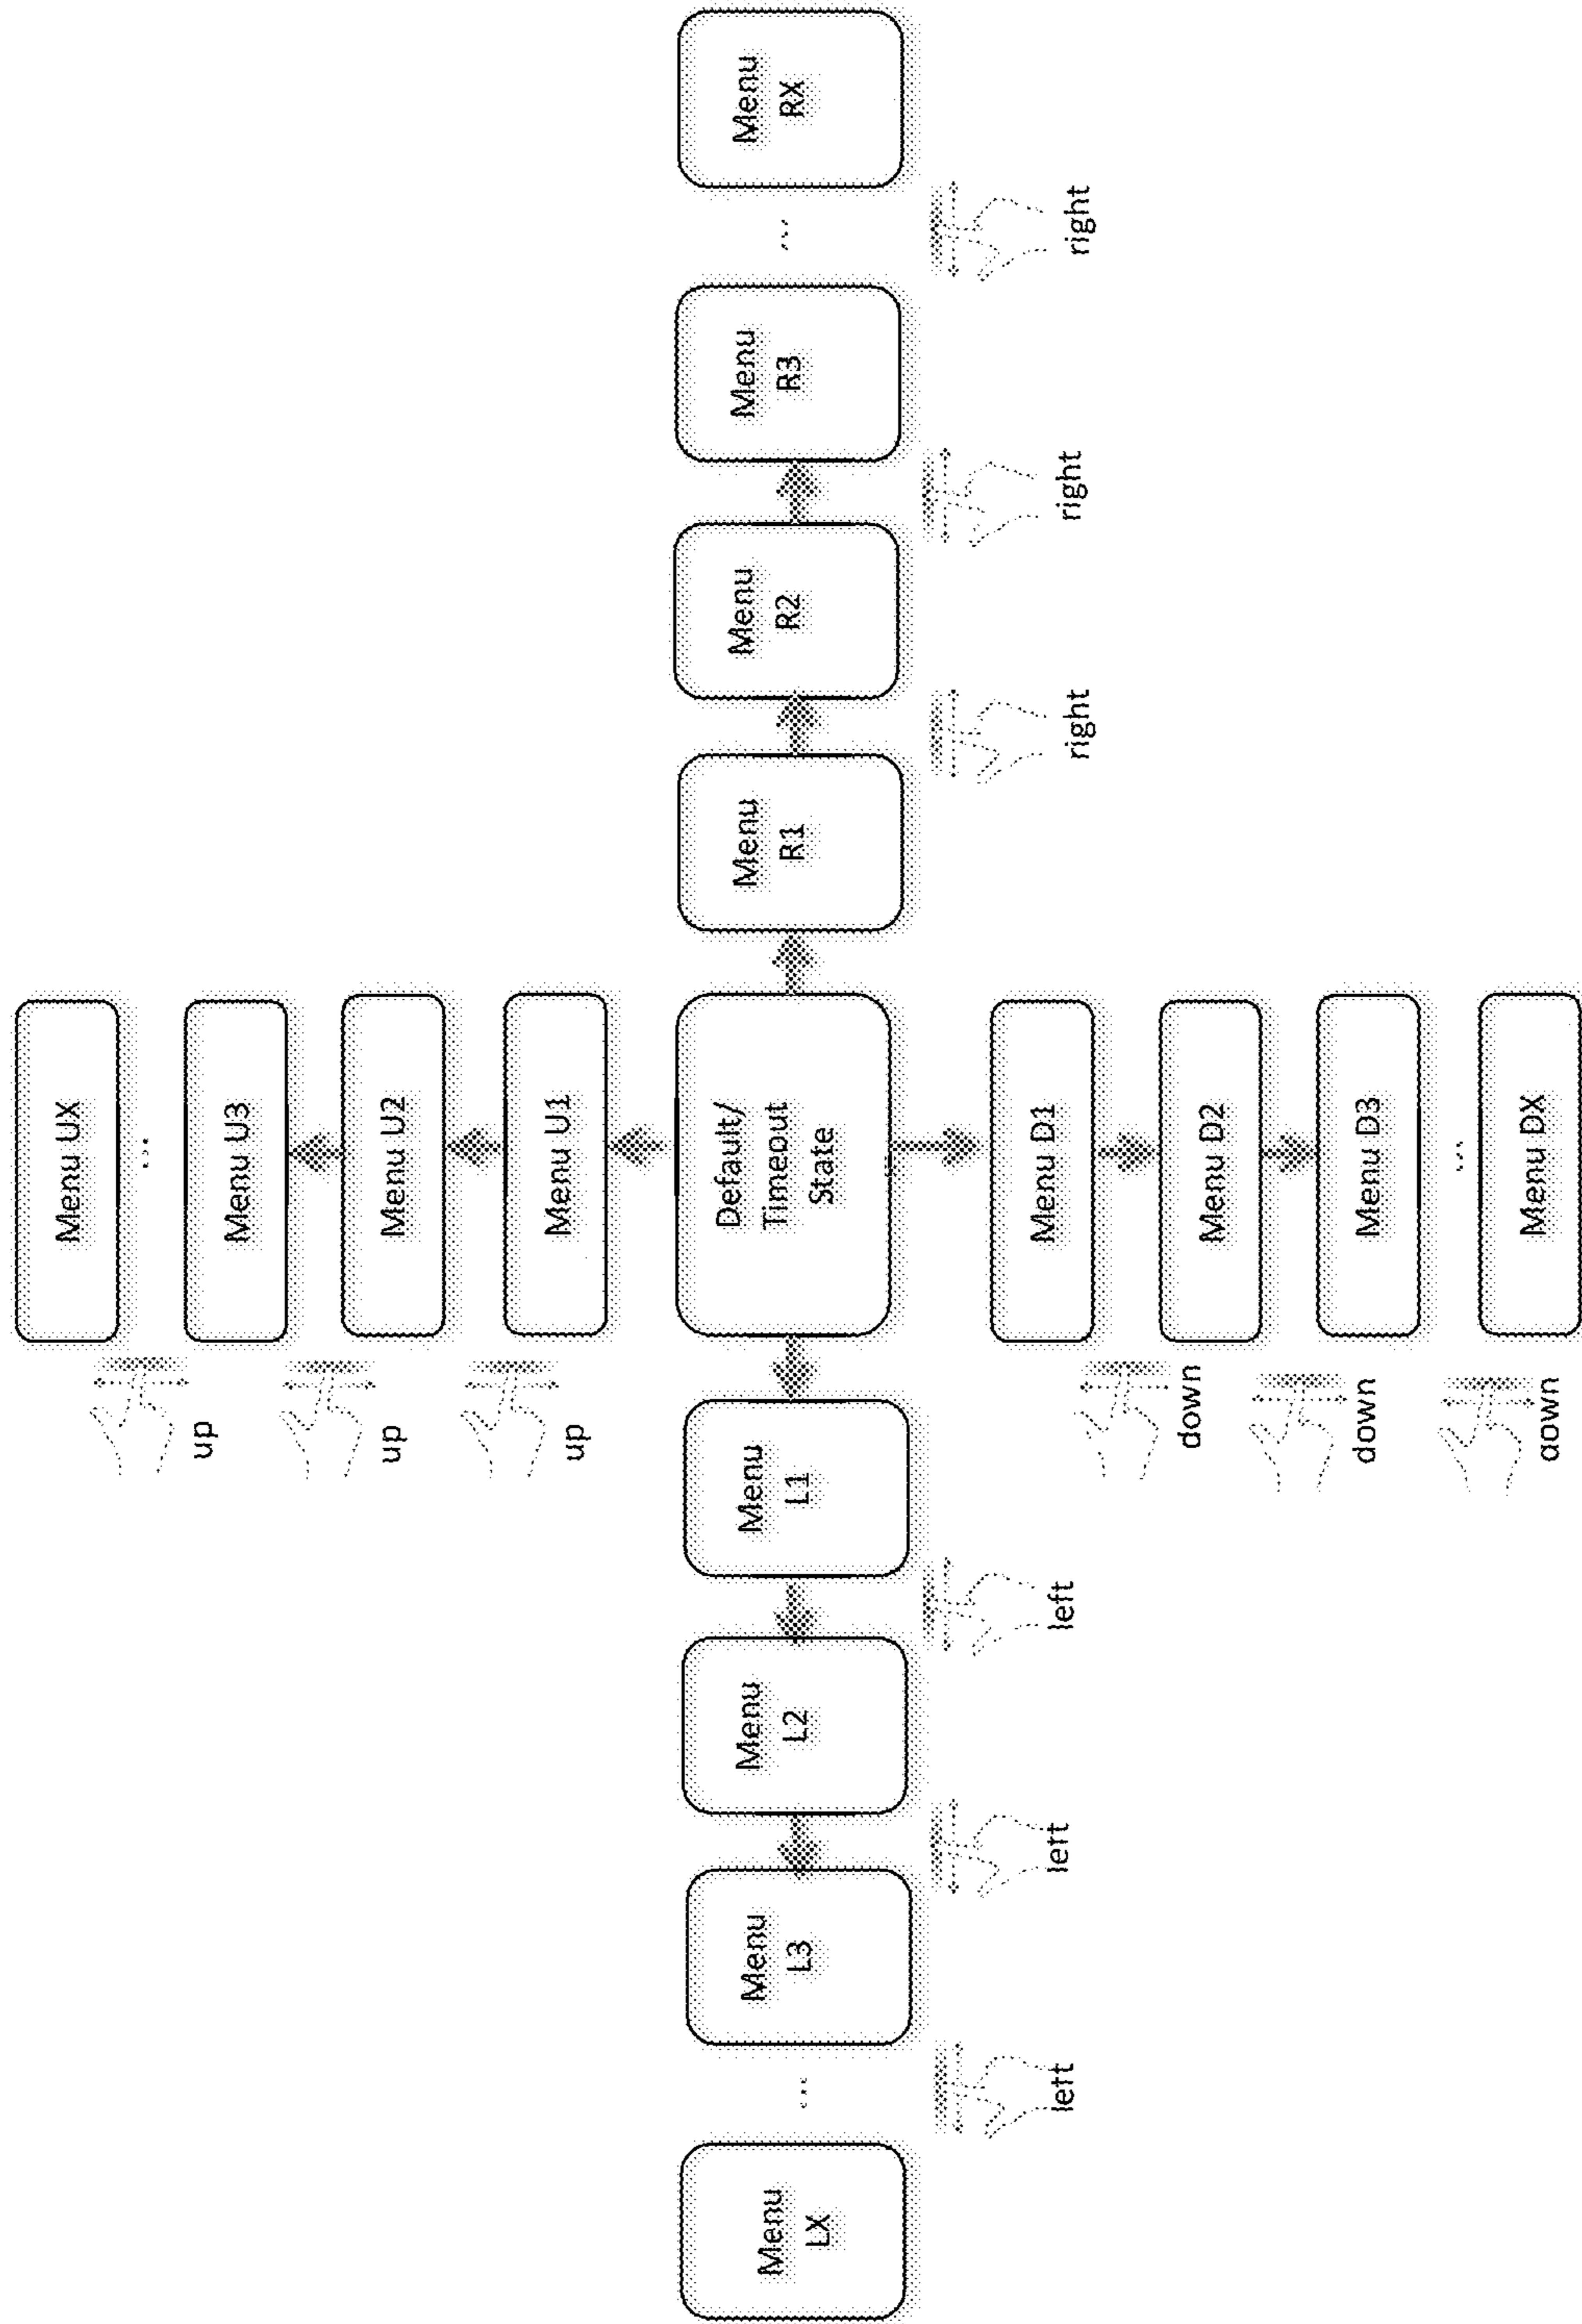 Menu UX
...
up
Menu U3
up
Menu U2
up
Menu U1
Menu
LX
...
Menu
L3
Menu
L2
Menu
L1
Default/
Timeout
State
Menu
R1
Menu
R2
Menu
R3
...
Menu
RX
left
left
left
right
right
right
Menu D1
down
Menu D2
down
Menu D3
...
down
Menu DX